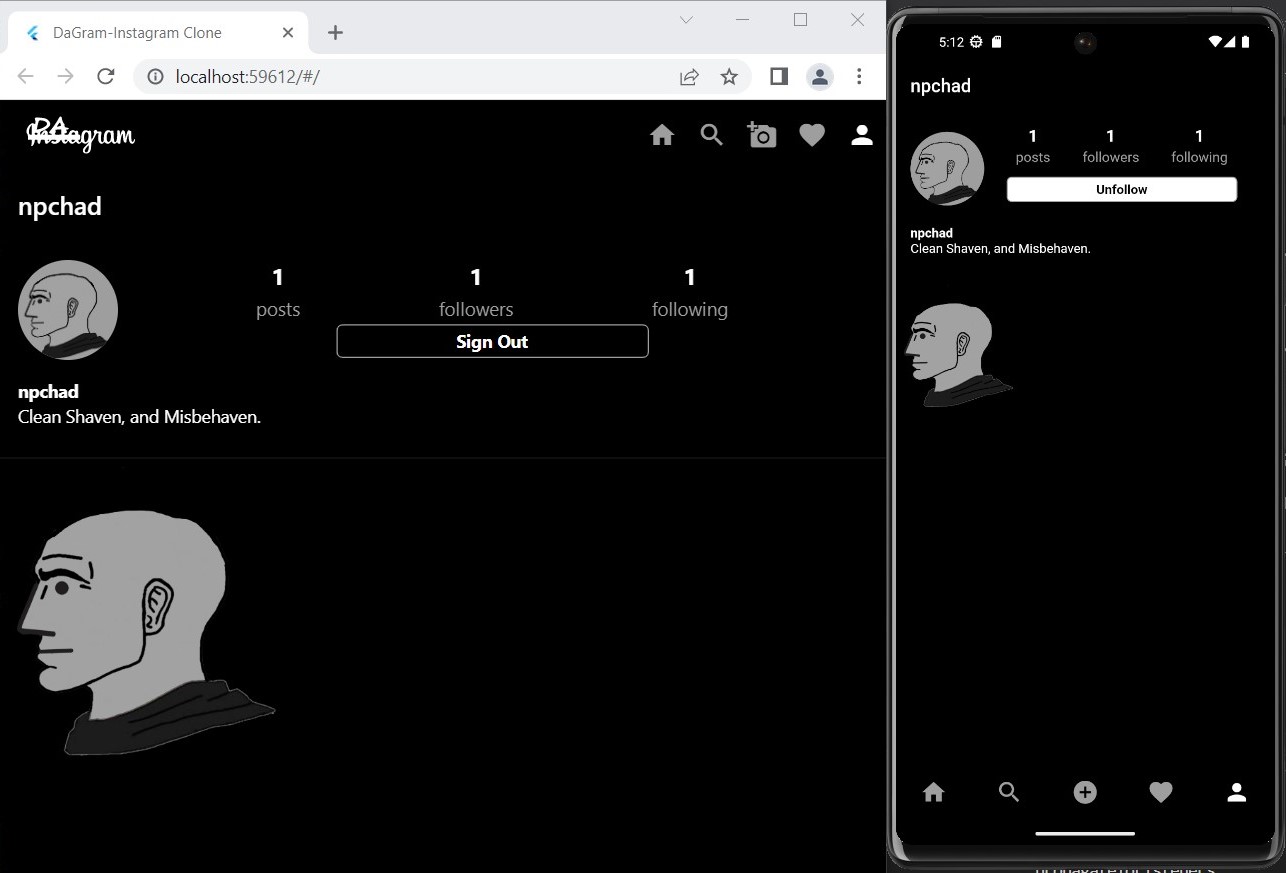 DaGram-Instagram Clone
localhost:59612/#/
DA
Instagram
npchad
1 1 1
posts followers following
Sign Out
npchad
Clean Shaven, and Misbehaven.
5:12
npchad
1 1 1
posts followers following
Unfollow
npchad
Clean Shaven, and Misbehaven.